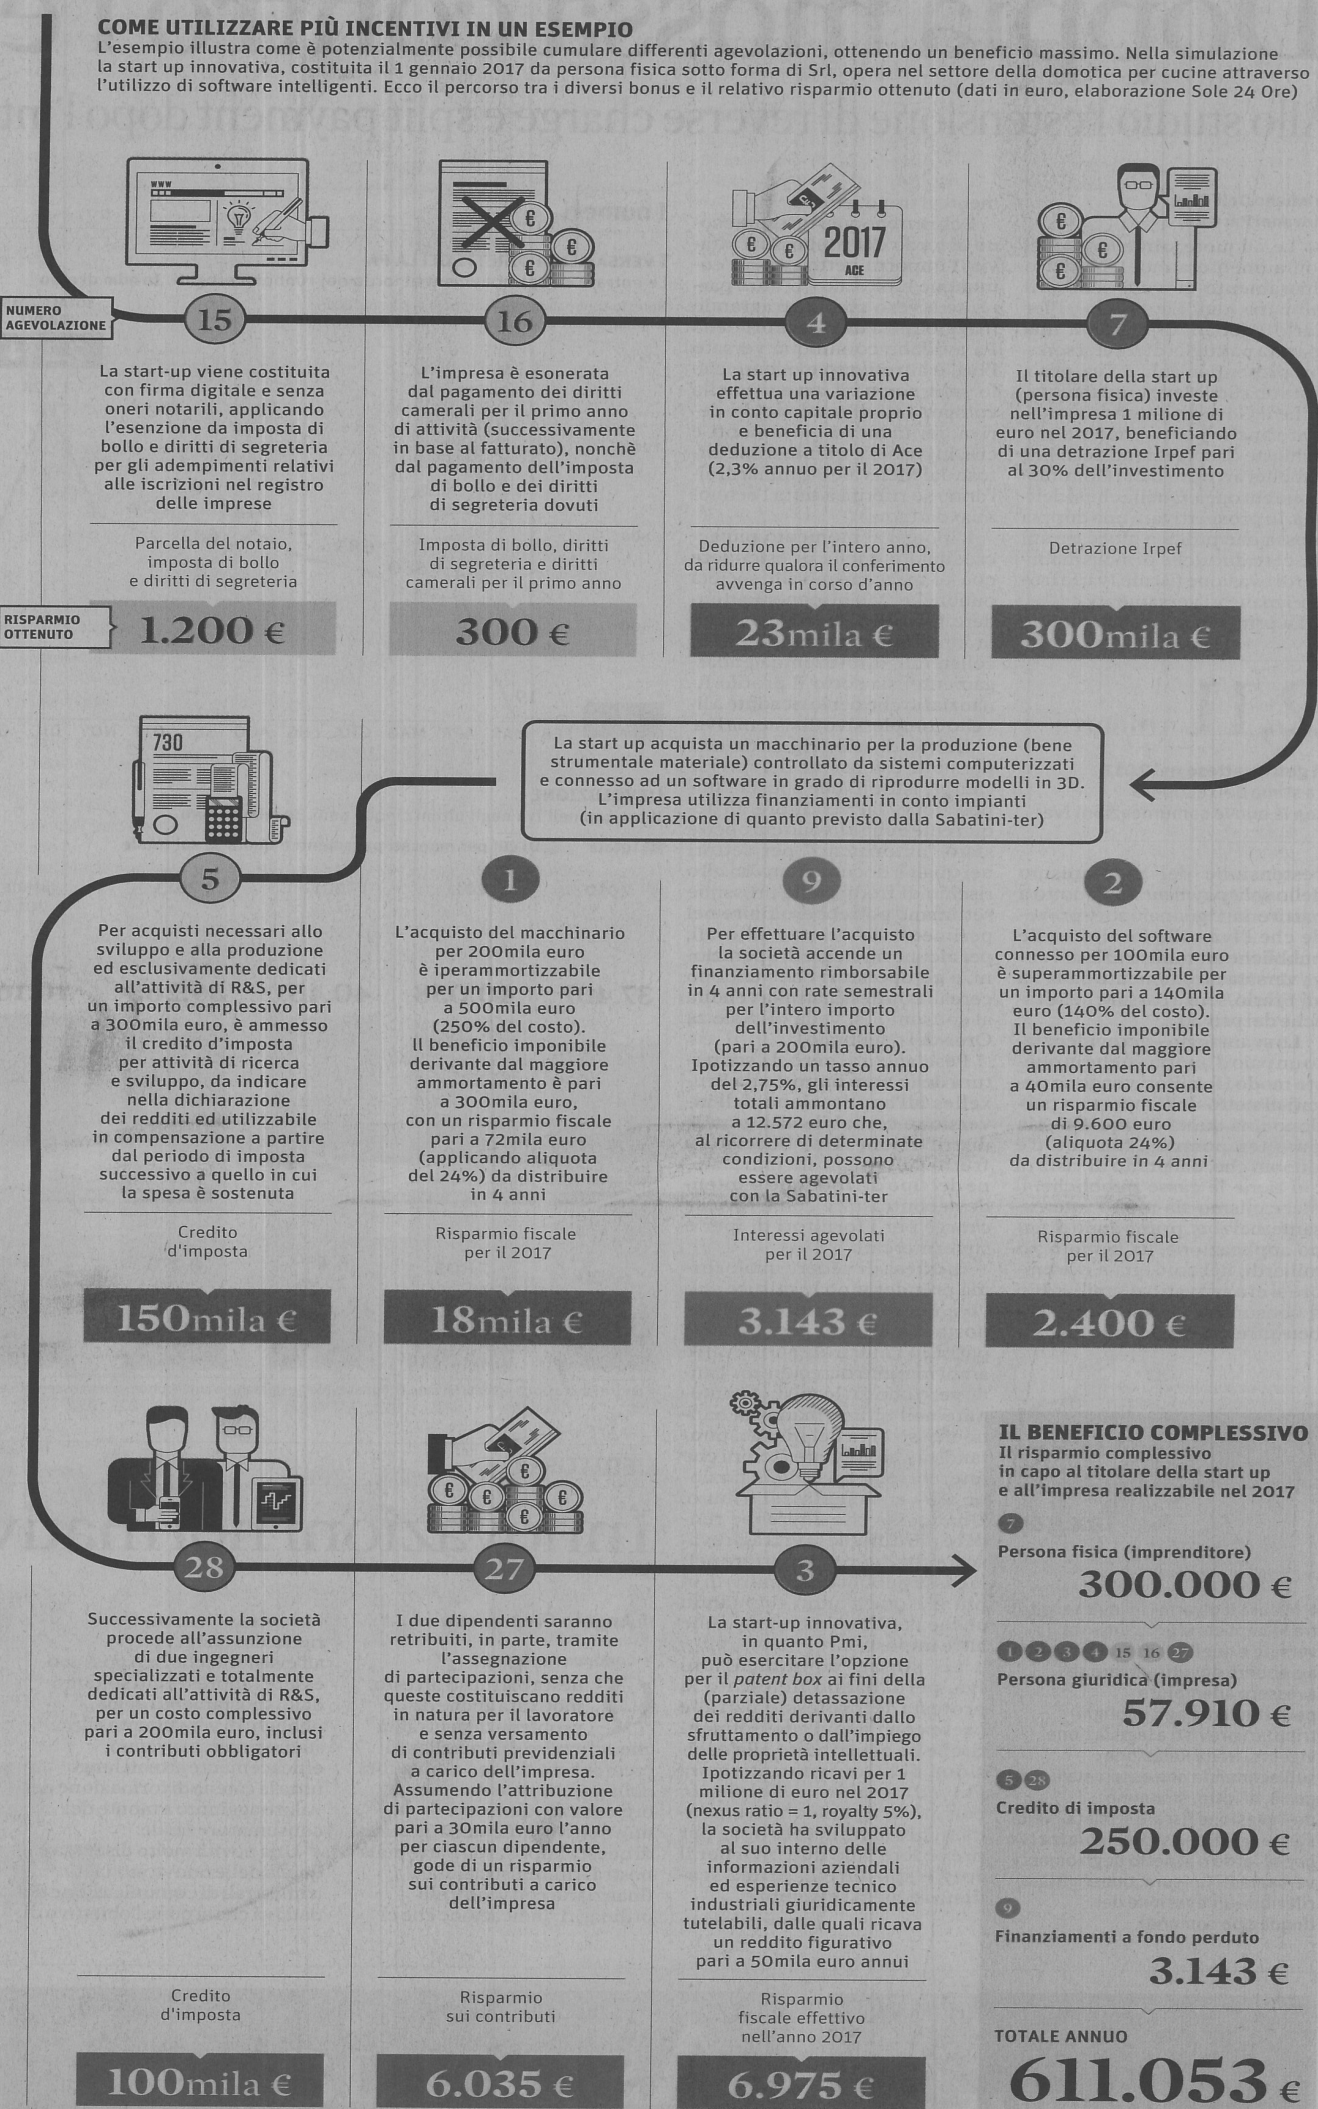 COME UTILIZZARE PIÙ INCENTIVI IN UN ESEMPIO
L'esempio illustra come è potenzialmente possibile cumulare differenti agevolazioni, ottenendo un beneficio massimo. Nella simulazione
la start up innovativa, costituita il 1 gennaio 2017 da persona fisica sotto forma di Srl, opera nel settore della domotica per cucine attraverso
l'utilizzo di software intelligenti. Ecco il percorso tra i diversi bonus e il relativo risparmio ottenuto (dati in euro, elaborazione Sole 24 Ore)
NUMERO
AGEVOLAZIONE
WWW
15
La start-up viene costituita
con firma digitale e senza
oneri notarili, applicando
l'esenzione da imposta di
bollo e diritti di segreteria
per gli adempimenti relativi
alle iscrizioni nel registro
delle imprese
Parcella del notaio,
imposta di bollo
e diritti di segreteria
RISPARMIO
OTTENUTO
1.200 €
€
€
€
16
L'impresa è esonerata
dal pagamento dei diritti
camerali per il primo anno
di attività (successivamente
in base al fatturato), nonchè
dal pagamento dell'imposta
di bollo e dei diritti
di segreteria dovuti
Imposta di bollo, diritti
di segreteria e diritti
camerali per il primo anno
300 €
€
€
€
2017
ACE
4
La start up innovativa
effettua una variazione
in conto capitale proprio
e beneficia di una
deduzione a titolo di Ace
(2,3% annuo per il 2017)
Deduzione per l'intero anno,
da ridurre qualora il conferimento
avvenga in corso d'anno
23mila €
€
€
€
7
Il titolare della start up
(persona fisica) investe
nell'impresa 1 milione di
euro nel 2017, beneficiando
di una detrazione Irpef pari
al 30% dell'investimento
Detrazione Irpef
300mila €
La start up acquista un macchinario per la produzione (bene
strumentale materiale) controllato da sistemi computerizzati
e connesso ad un software in grado di riprodurre modelli in 3D.
L'impresa utilizza finanziamenti in conto impianti
(in applicazione di quanto previsto dalla Sabatini-ter)
730
5
Per acquisti necessari allo
sviluppo e alla produzione
ed esclusivamente dedicati
all'attività di R&S, per
un importo complessivo pari
a 300mila euro, è ammesso
il credito d'imposta
per attività di ricerca
e sviluppo, da indicare
nella dichiarazione
dei redditi ed utilizzabile
in compensazione a partire
dal periodo di imposta
successivo a quello in cui
la spesa è sostenuta
Credito
d'imposta
150mila €
1
L'acquisto del macchinario
per 200mila euro
è iperammortizzabile
per un importo pari
a 500mila euro
(250% del costo).
Il beneficio imponibile
derivante dal maggiore
ammortamento è pari
a 300mila euro,
con un risparmio fiscale
pari a 72mila euro
(applicando aliquota
del 24%) da distribuire
in 4 anni
Risparmio fiscale
per il 2017
18mila €
9
Per effettuare l'acquisto
la società accende un
finanziamento rimborsabile
in 4 anni con rate semestrali
per l'intero importo
dell'investimento
(pari a 200mila euro).
Ipotizzando un tasso annuo
del 2,75%, gli interessi
totali ammontano
a 12.572 euro che,
al ricorrere di determinate
condizioni, possono
essere agevolati
con la Sabatini-ter
Interessi agevolati
per il 2017
3.143 €
2
L'acquisto del software
connesso per 100mila euro
è superammortizzabile per
un importo pari a 140mila
euro (140% del costo).
Il beneficio imponibile
derivante dal maggiore
ammortamento pari
a 40mila euro consente
un risparmio fiscale
di 9.600 euro
(aliquota 24%)
da distribuire in 4 anni
Risparmio fiscale
per il 2017
2.400 €
28
Successivamente la società
procede all'assunzione
di due ingegneri
specializzati e totalmente
dedicati all'attività di R&S,
per un costo complessivo
pari a 200mila euro, inclusi
i contributi obbligatori
Credito
d'imposta
100mila €
€
€
€
€
€
27
I due dipendenti saranno
retribuiti, in parte, tramite
l'assegnazione
di partecipazioni, senza che
queste costituiscano redditi
in natura per il lavoratore
e senza versamento
di contributi previdenziali
a carico dell'impresa.
Assumendo l'attribuzione
di partecipazioni con valore
pari a 30mila euro l'anno
per ciascun dipendente,
gode di un risparmio
sui contributi a carico
dell'impresa
Risparmio
sui contributi
6.035 €
3
La start-up innovativa,
in quanto Pmi,
può esercitare l'opzione
per il patent box ai fini della
(parziale) detassazione
dei redditi derivanti dallo
sfruttamento o dall'impiego
delle proprietà intellettuali.
Ipotizzando ricavi per 1
milione di euro nel 2017
(nexus ratio = 1, royalty 5%),
la società ha sviluppato
al suo interno delle
informazioni aziendali
ed esperienze tecnico
industriali giuridicamente
tutelabili, dalle quali ricava
un reddito figurativo
pari a 50mila euro annui
Risparmio
fiscale effettivo
nell'anno 2017
6.975 €
IL BENEFICIO COMPLESSIVO
Il risparmio complessivo
in capo al titolare della start up
e all'impresa realizzabile nel 2017
7
Persona fisica (imprenditore)
300.000 €
1 2 3 4 15 16 27
Persona giuridica (impresa)
57.910 €
5 28
Credito di imposta
250.000 €
9
Finanziamenti a fondo perduto
3.143 €
TOTALE ANNUO
611.053 €